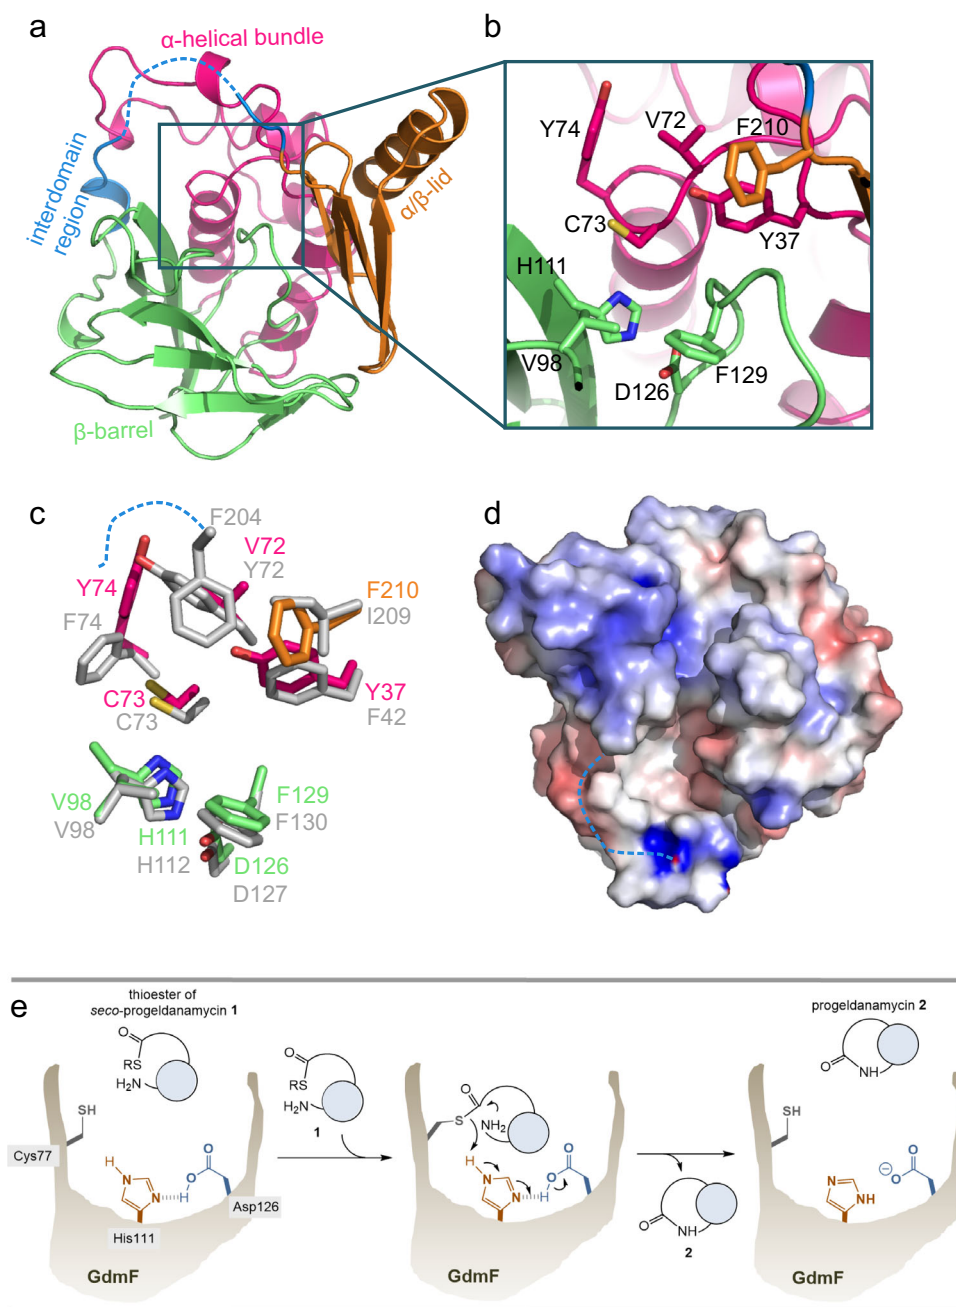 a
α-helical bundle
interdomain
region
α/β-lid
β-barrel
b
Y74
V72
F210
C73
Y37
H111
V98
D126
F129
c
F204
V72
Y72
Y74
F74
F210
I209
C73
C73
Y37
F42
V98
V98
H111
H112
F129
F130
D126
D127
d
e
thioester of
seco-progeldanamycin 1
O
RS
H₂N
SH
Cys77
H
N
N
H
O
O
Asp126
His111
GdmF
O
RS
H₂N
1
O
S
NH₂
H
N
N
H
O
O
GdmF
O
NH
2
progeldanamycin 2
O
NH
SH
N
NH
O
O
⊖
GdmF